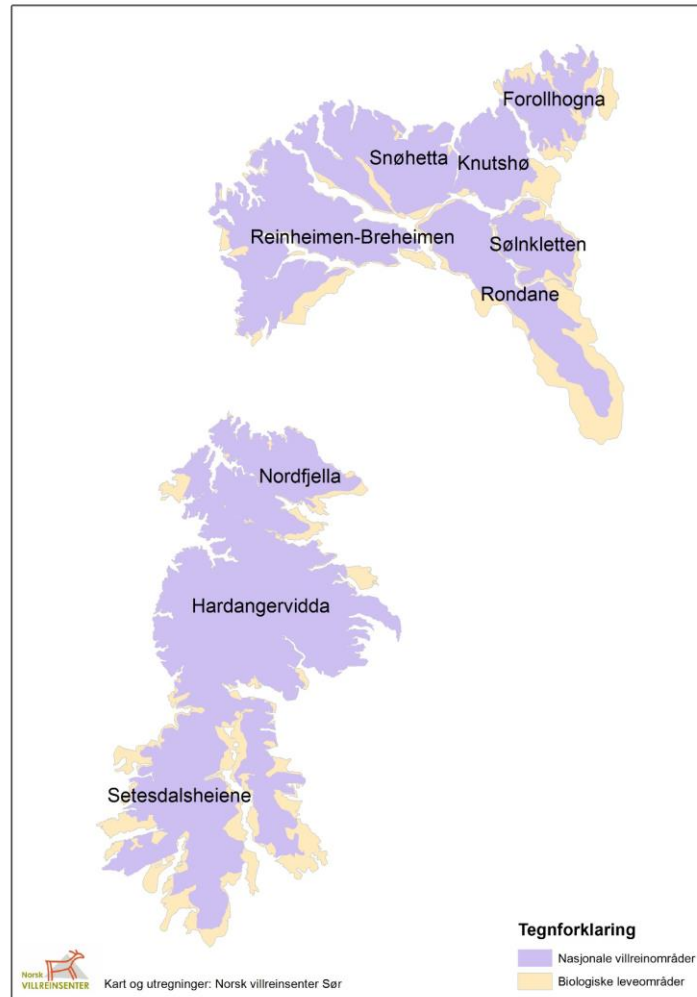 Forollhogna
Snøhetta
Knutshø
Reinheimen-Breheimen
Sølnkletten
Rondane
Nordfjella
Hardangervidda
Setesdalsheiene
Tegnforklaring
Nasjonale villreinområder
Biologiske leveområder
Norsk
VILLREINSENTER
Kart og utregninger: Norsk villreinsenter Sør